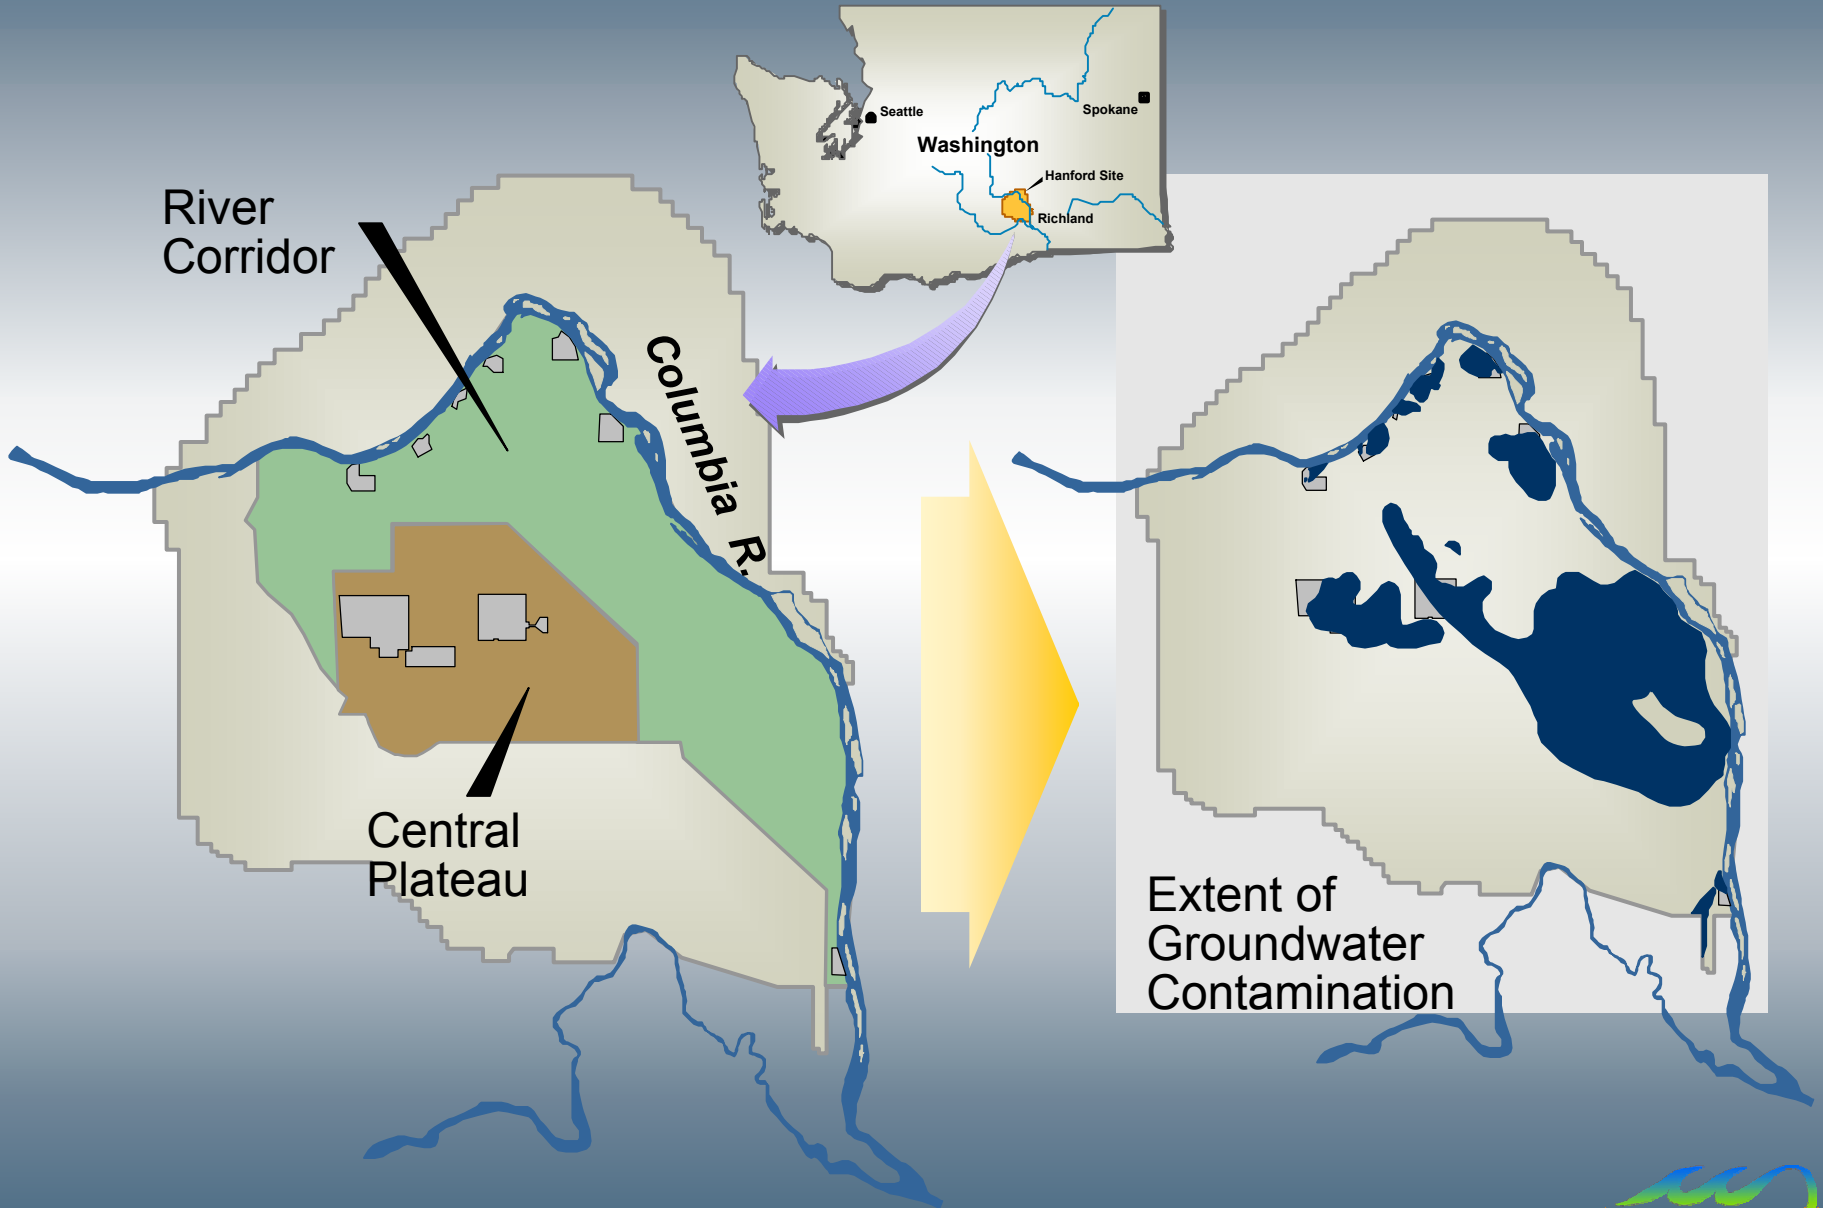 Seattle
Spokane
Washington
Hanford Site
Richland
River
Corridor
Columbia R.
Central
Plateau
Extent of
Groundwater
Contamination